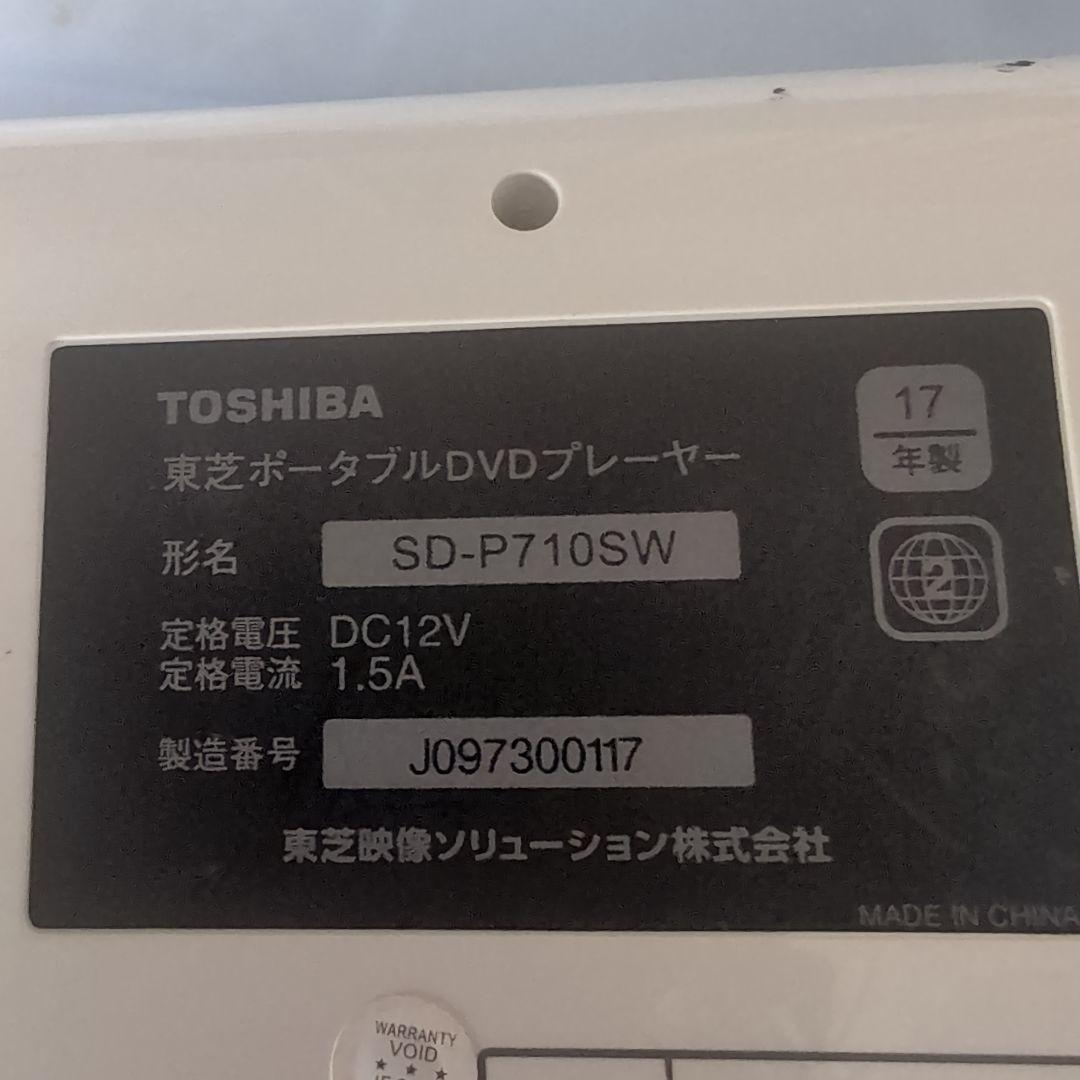 TOSHIBA
東芝ポータブルDVDプレーヤー
17
年製
形名 SD-P710SW
2
定格電圧 DC12V
定格電流 1.5A
製造番号 J097300117
東芝映像ソリューション株式会社
MADE IN CHINA
WARRANTY
VOID